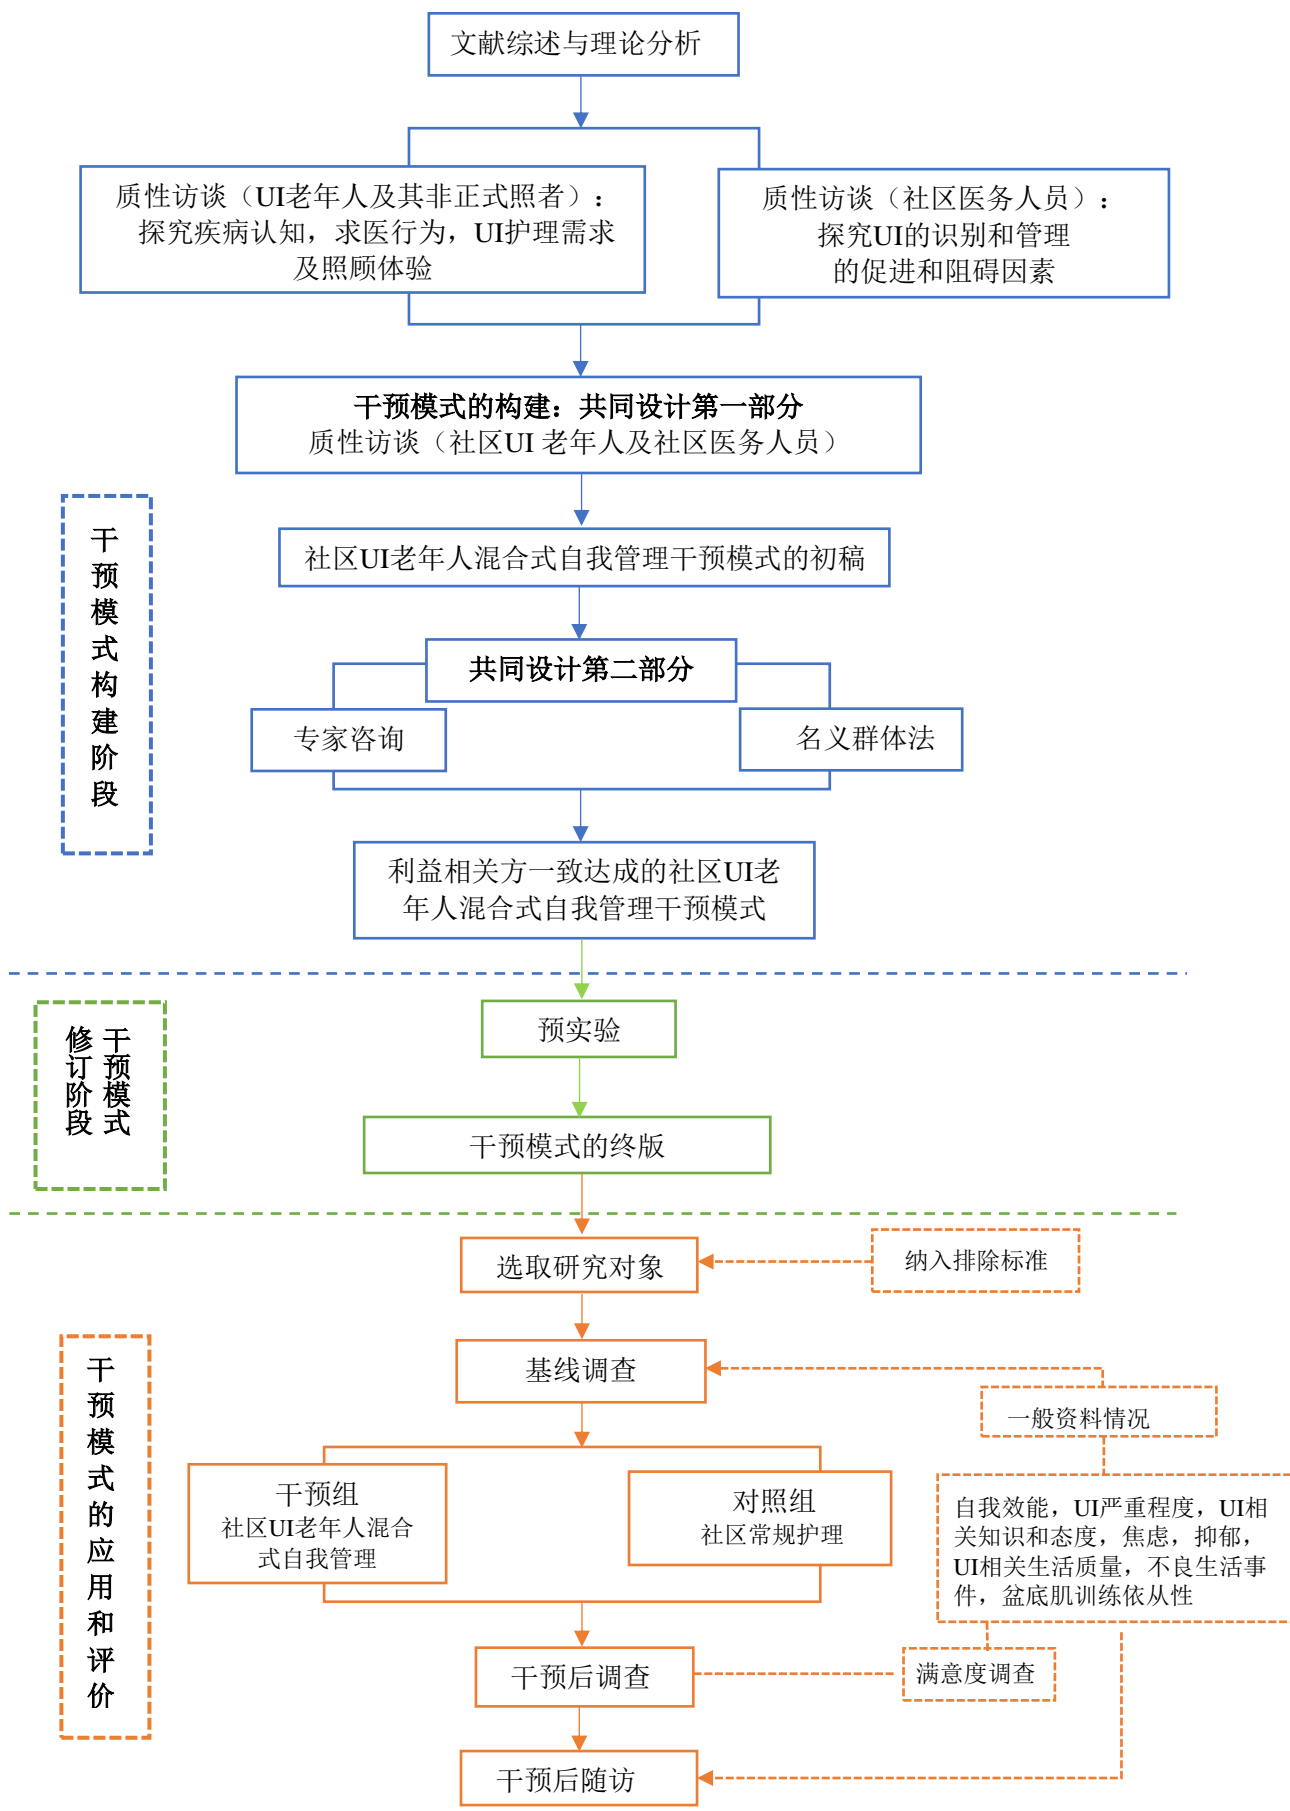 文献综述与理论分析
质性访谈（UI老年人及其非正式照者）：
探究疾病认知，求医行为，UI护理需求
及照顾体验
质性访谈（社区医务人员）：
探究UI的识别和管理
的促进和阻碍因素
干预模式的构建：共同设计第一部分
质性访谈（社区UI 老年人及社区医务人员）
干预模式构建阶段
社区UI老年人混合式自我管理干预模式的初稿
共同设计第二部分
专家咨询
名义群体法
利益相关方一致达成的社区UI老
年人混合式自我管理干预模式
干预模式
修订阶段
预实验
干预模式的终版
选取研究对象
纳入排除标准
干预模式的应用和评价
基线调查
一般资料情况
干预组
社区UI老年人混合
式自我管理
对照组
社区常规护理
自我效能，UI严重程度，UI相
关知识和态度，焦虑，抑郁，
UI相关生活质量，不良生活事
件，盆底肌训练依从性
干预后调查
满意度调查
干预后随访